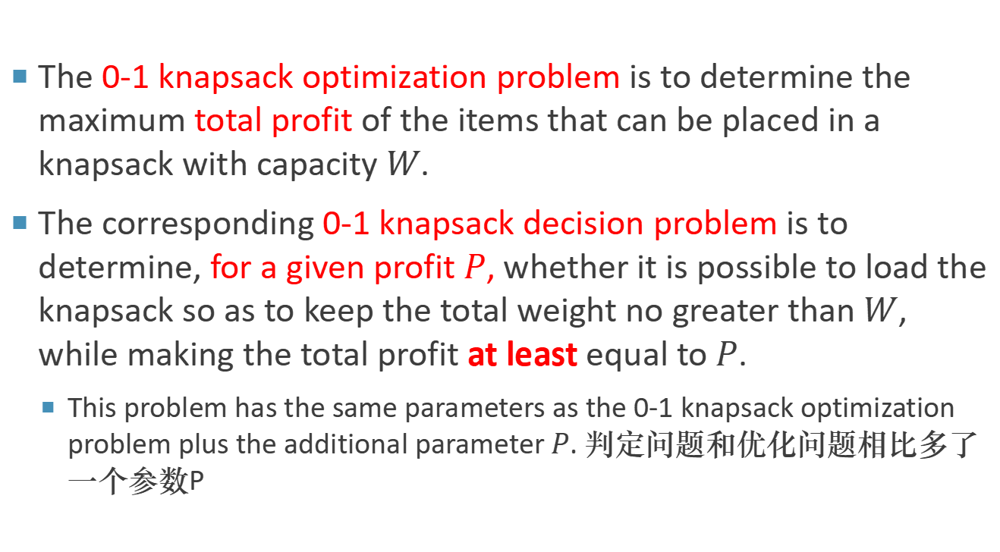 The 0-1 knapsack optimization problem is to determine the
maximum total profit of the items that can be placed in a
knapsack with capacity W.
The corresponding 0-1 knapsack decision problem is to
determine, for a given profit P, whether it is possible to load the
knapsack so as to keep the total weight no greater than W,
while making the total profit at least equal to P.
This problem has the same parameters as the 0-1 knapsack optimization
problem plus the additional parameter P. 判定问题和优化问题相比多了
一个参数P